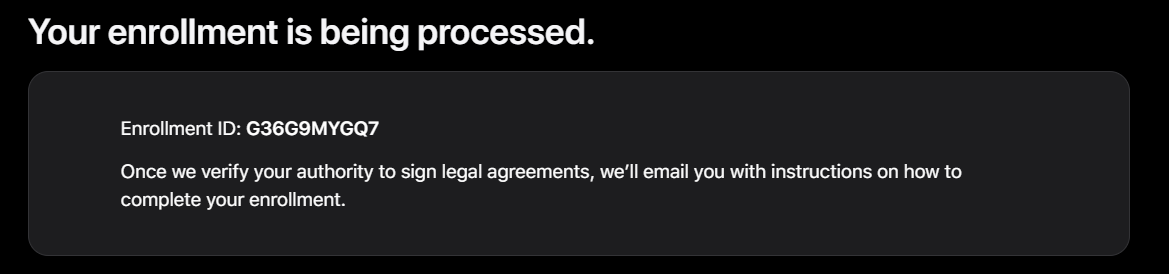 Your enrollment is being processed.
Enrollment ID: G36G9MYGQ7
Once we verify your authority to sign legal agreements, we’ll email you with instructions on how to
complete your enrollment.